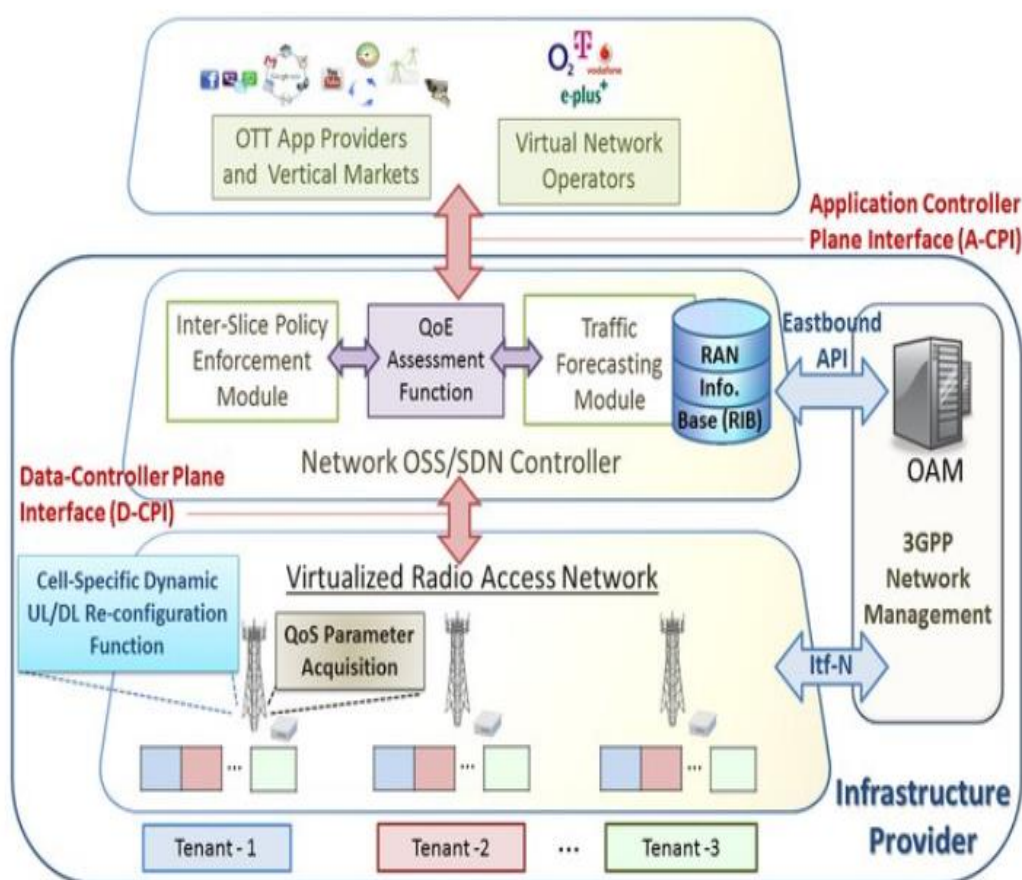 O2 T
vodafone
e-plus+
You
Tube
OTT App Providers
and Vertical Markets
Virtual Network
Operators
Application Controller
Plane Interface (A-CPI)
Inter-Slice Policy
Enforcement
Module
QoE
Assessment
Function
Traffic
Forecasting
Module
RAN
Info.
Base (RIB)
Eastbound
API
OAM
Network OSS/SDN Controller
Data-Controller Plane
Interface (D-CPI)
3GPP
Network
Management
Virtualized Radio Access Network
Cell-Specific Dynamic
UL/DL Re-configuration
Function
QoS Parameter
Acquisition
Itf-N
...
...
...
Infrastructure
Provider
Tenant - 1
Tenant -2
...
Tenant -3